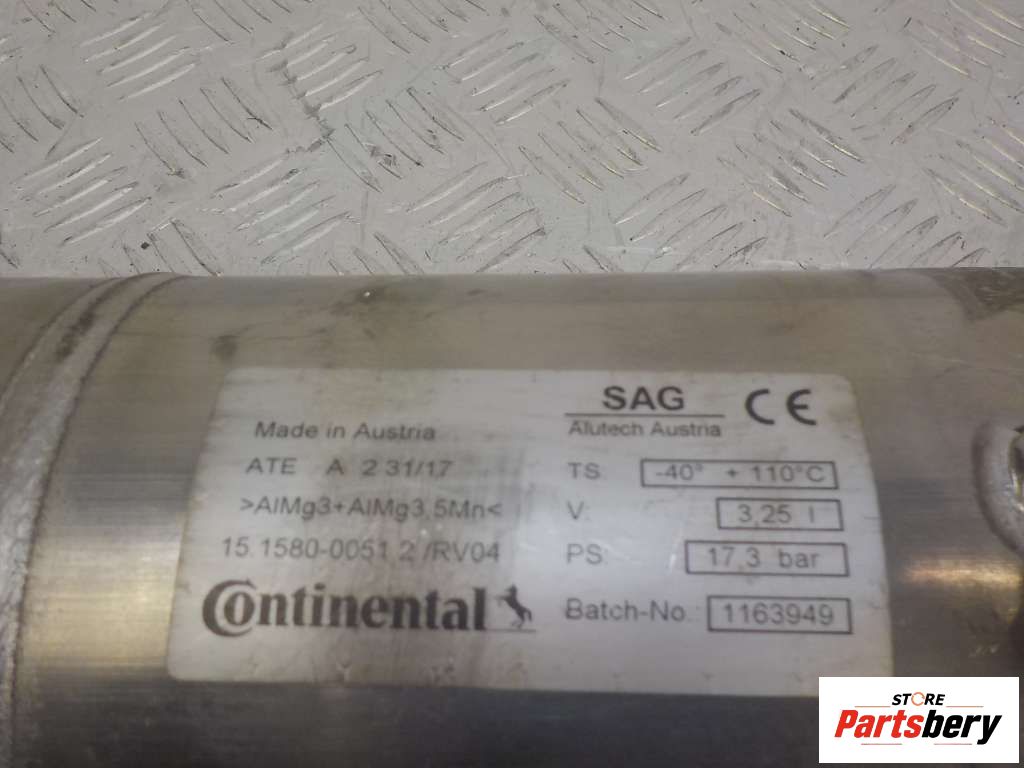 Made in Austria
ATE A 2 31/17
>AlMg3+AlMg3,5Mn<
15.1580-0051.2 /RV04
Continental
SAG
Alutech Austria
CE
TS: -40° + 110°C
V: 3,25 l
PS: 17,3 bar
Batch-No.: 1163949
STORE
Partsbery